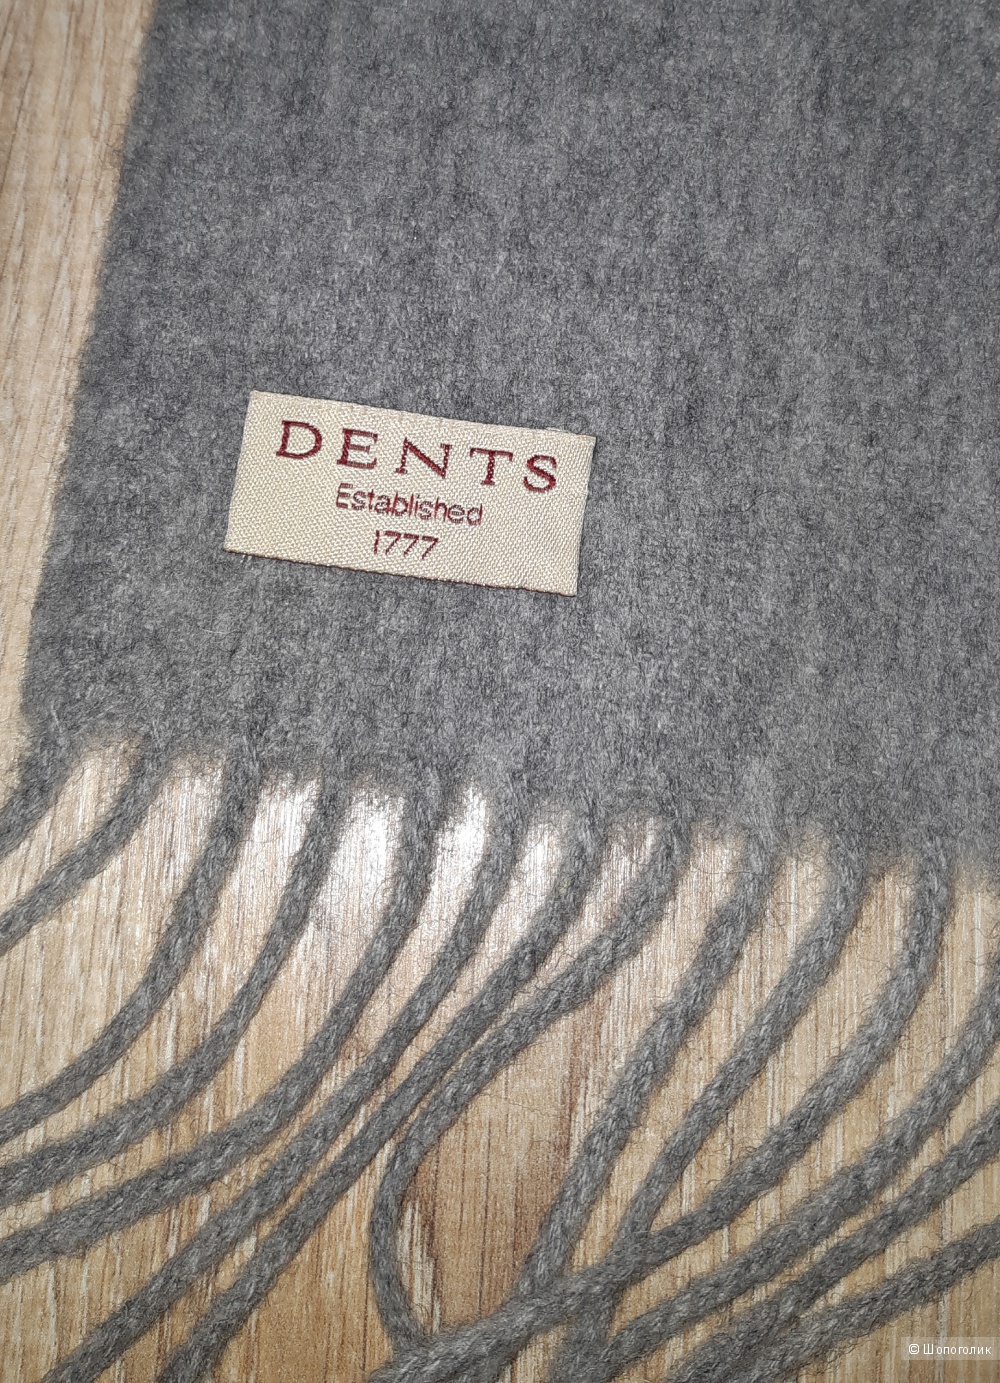 DENTS
Established
1777
© Шопоголик